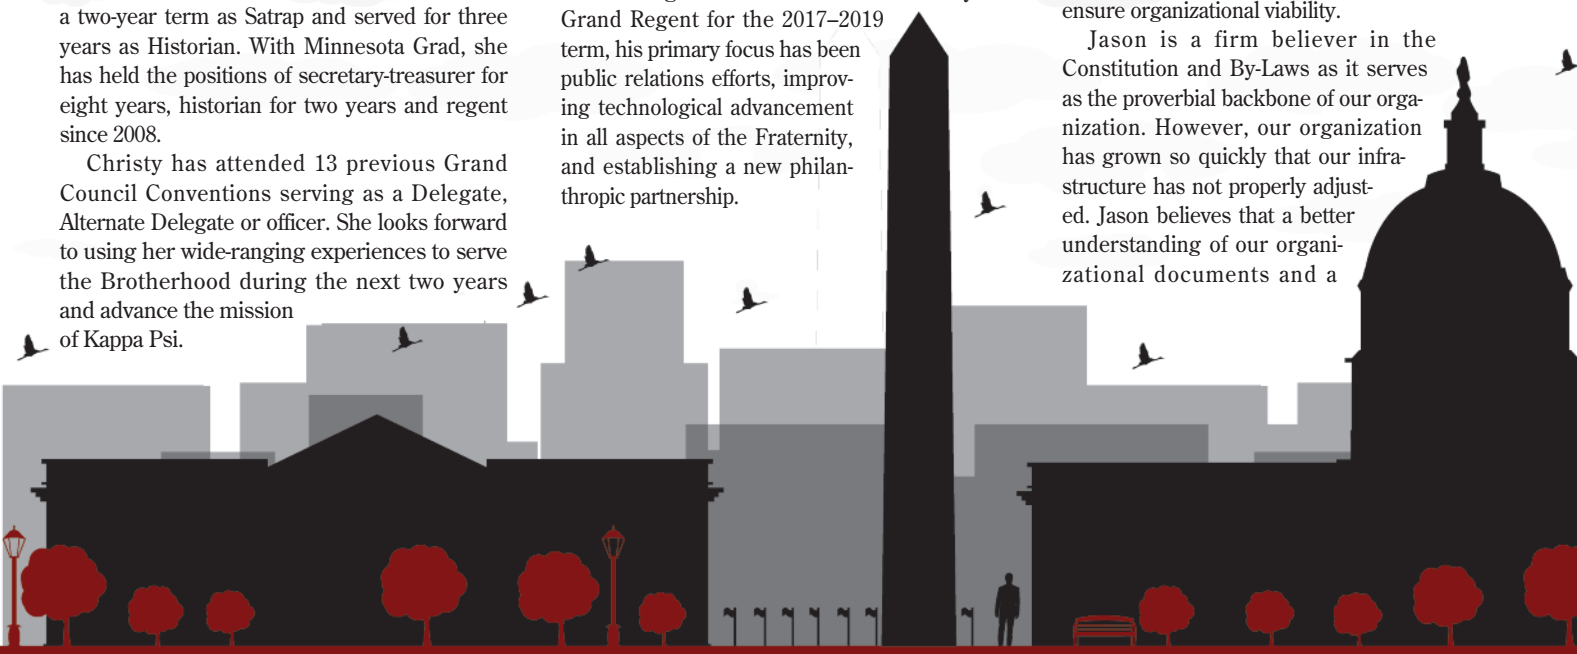 a two-year term as Satrap and served for three
years as Historian. With Minnesota Grad, she
has held the positions of secretary-treasurer for
eight years, historian for two years and regent
since 2008.
Christy has attended 13 previous Grand
Council Conventions serving as a Delegate,
Alternate Delegate or officer. She looks forward
to using her wide-ranging experiences to serve
the Brotherhood during the next two years
and advance the mission
of Kappa Psi.
Grand Regent for the 2017–2019
term, his primary focus has been
public relations efforts, improv-
ing technological advancement
in all aspects of the Fraternity,
and establishing a new philan-
thropic partnership.
ensure organizational viability.
Jason is a firm believer in the
Constitution and By-Laws as it serves
as the proverbial backbone of our orga-
nization. However, our organization
has grown so quickly that our infra-
structure has not properly adjust-
ed. Jason believes that a better
understanding of our organi-
zational documents and a